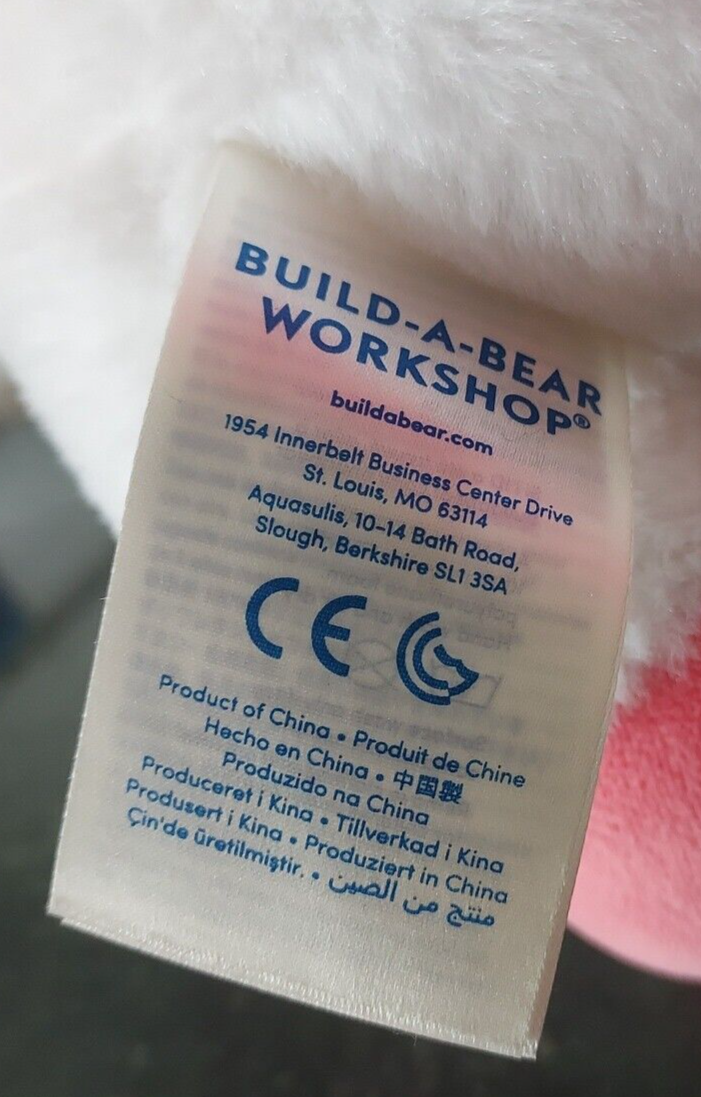 BUILD-A-BEAR
WORKSHOP®
buildabear.com
1954 Innerbelt Business Center Drive
St. Louis, MO 63114
Aquasulis, 10-14 Bath Road,
Slough, Berkshire SL1 3SA
CE
Product of China • Produit de Chine
Hecho en China • 中国製
Produzido na China
Produceret i Kina • Tillverkad i Kina
Produsert i Kina • Produziert in China
Çin'de üretilmiştir. • منتج من الصين